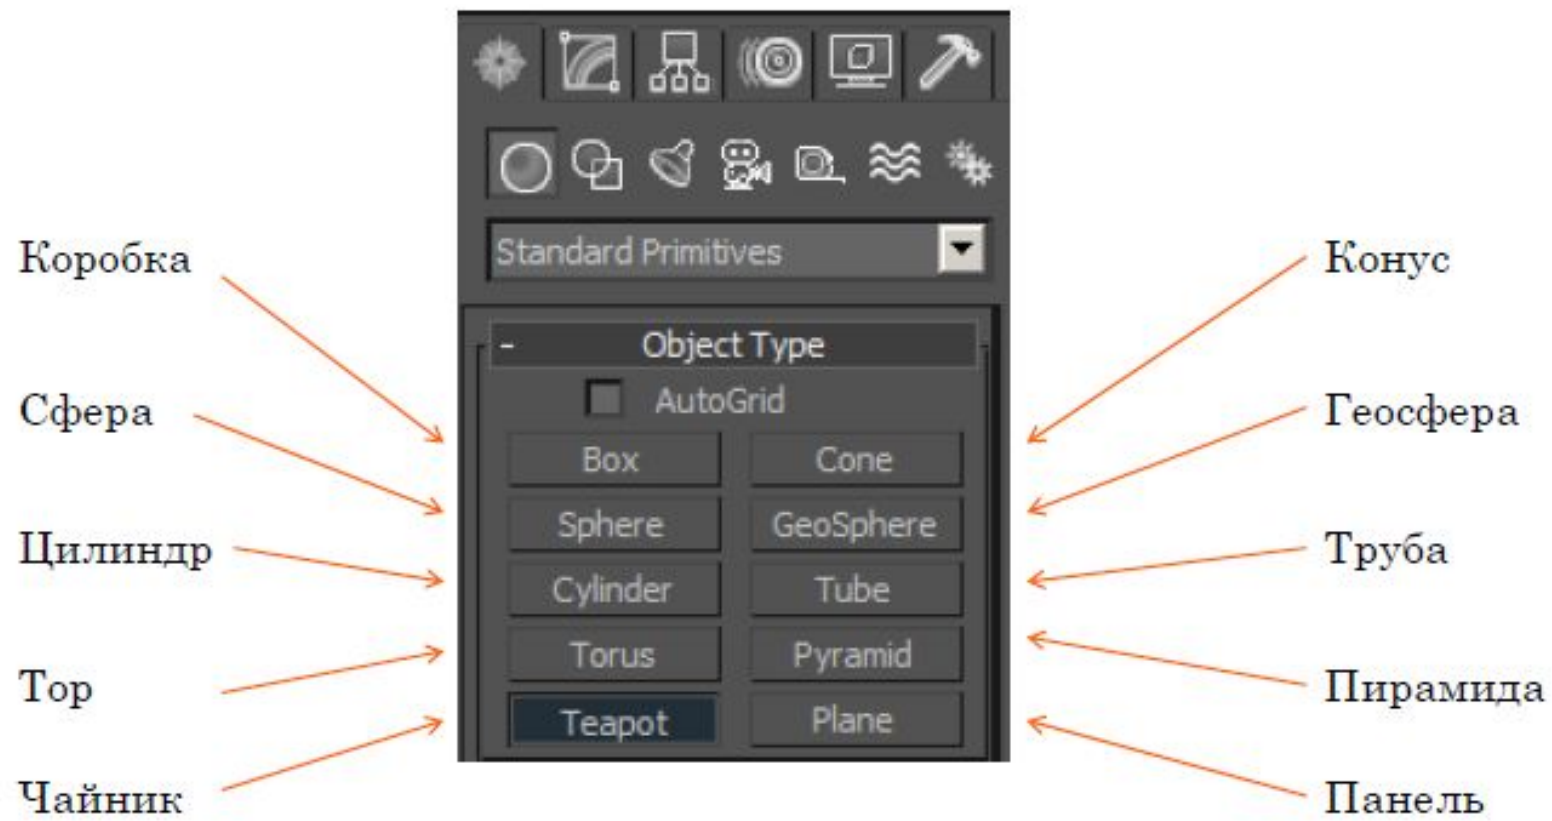 Standard Primitives
Коробка
Конус
- Object Type
AutoGrid
Сфера
Геосфера
Box Cone
Sphere GeoSphere
Цилиндр
Труба
Cylinder Tube
Torus Pyramid
Тор
Пирамида
Teapot Plane
Чайник
Панель